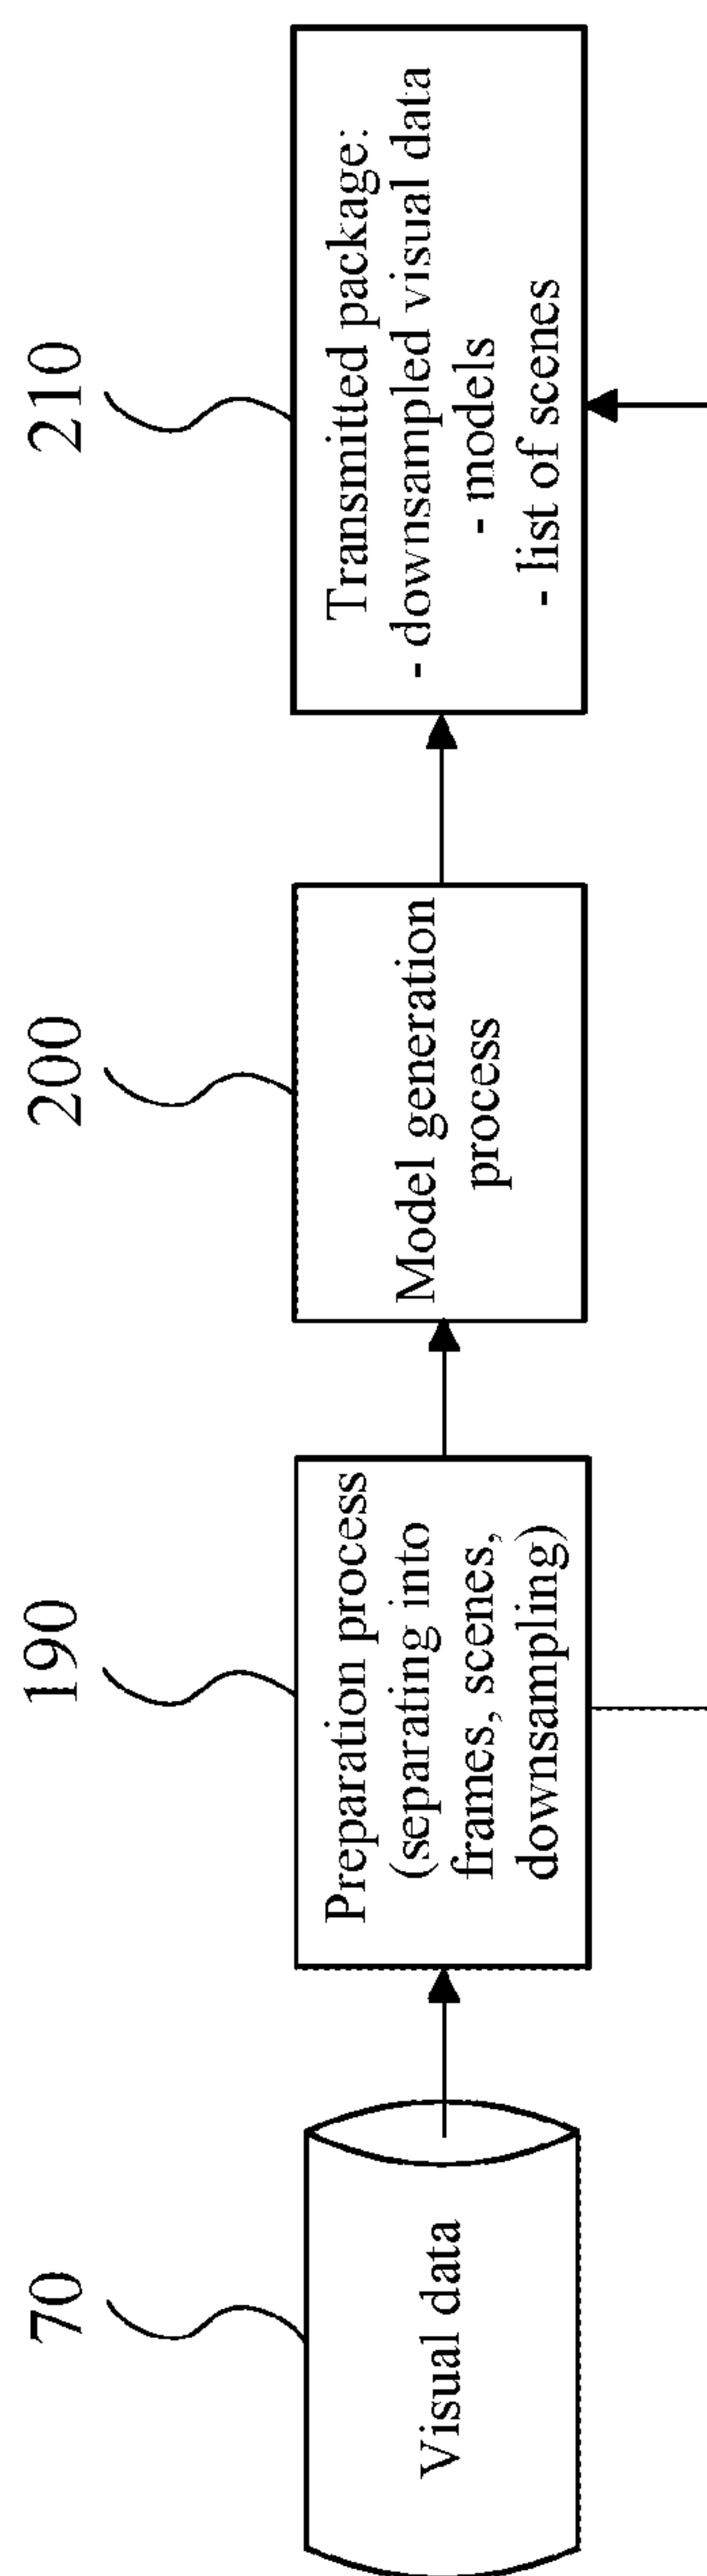 70
Visual data
190
Preparation process
(separating into
frames, scenes,
downsampling)
200
Model generation
process
210
Transmitted package:
- downsampled visual data
- models
- list of scenes